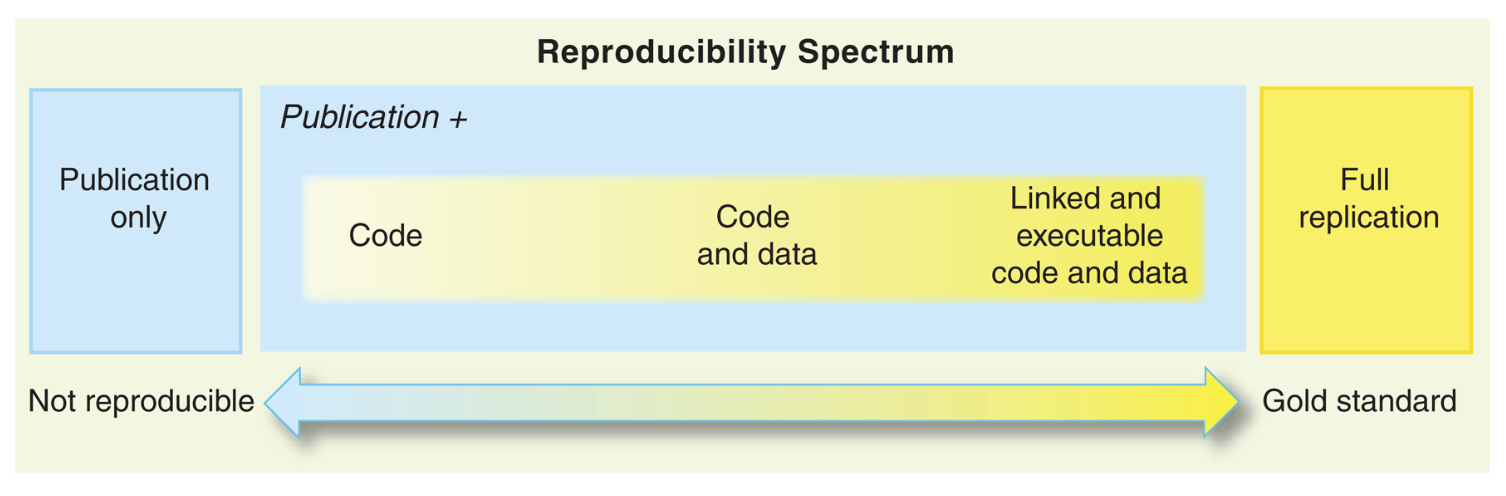 Reproducibility Spectrum
Publication
only
Publication +
Code
Code
and data
Linked and
executable
code and data
Full
replication
Not reproducible
Gold standard